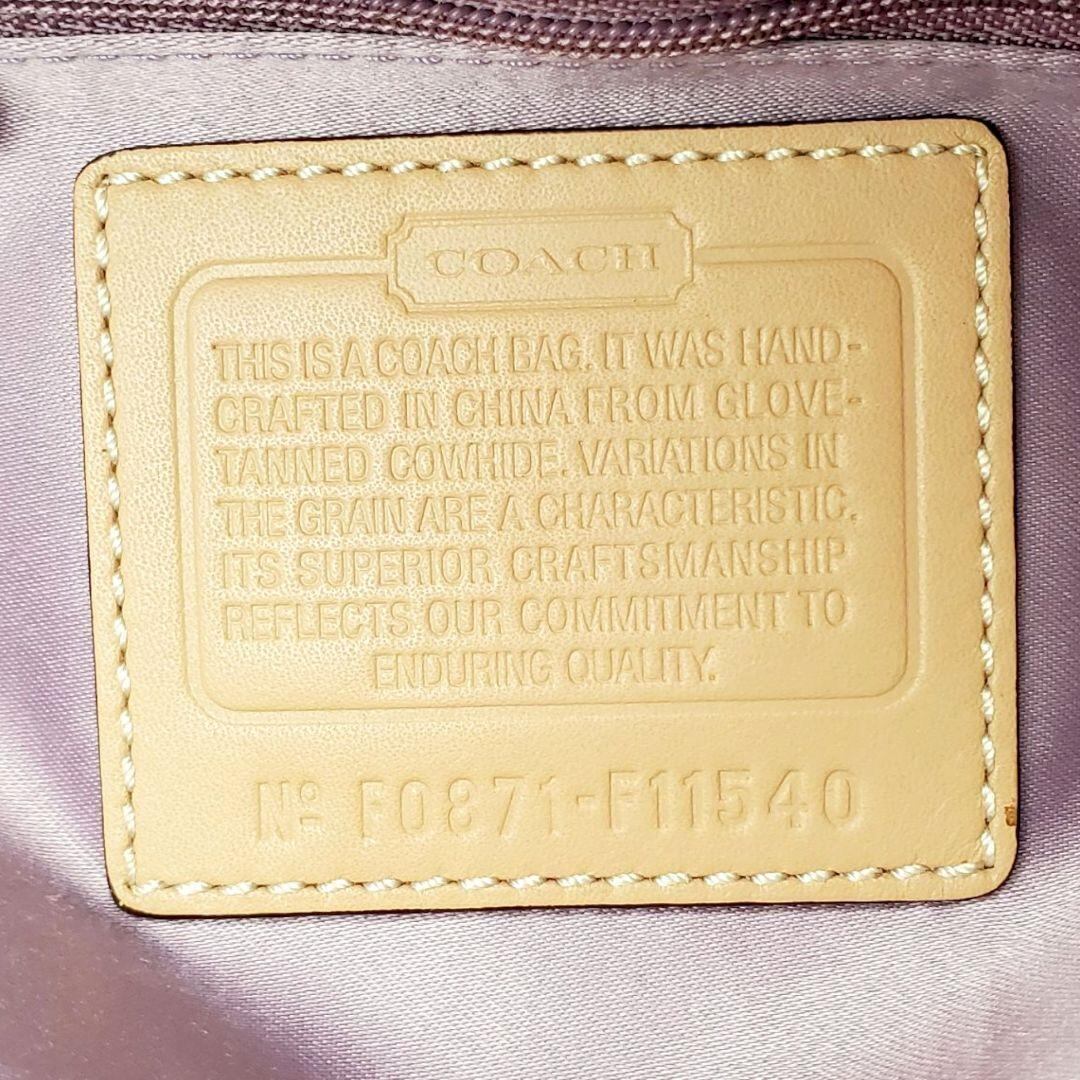 COACH
THIS IS A COACH BAG. IT WAS HAND-
CRAFTED IN CHINA FROM GLOVE-
TANNED COWHIDE. VARIATIONS IN
THE GRAIN ARE A CHARACTERISTIC.
ITS SUPERIOR CRAFTSMANSHIP
REFLECTS OUR COMMITMENT TO
ENDURING QUALITY.
Nº F0871-F11540